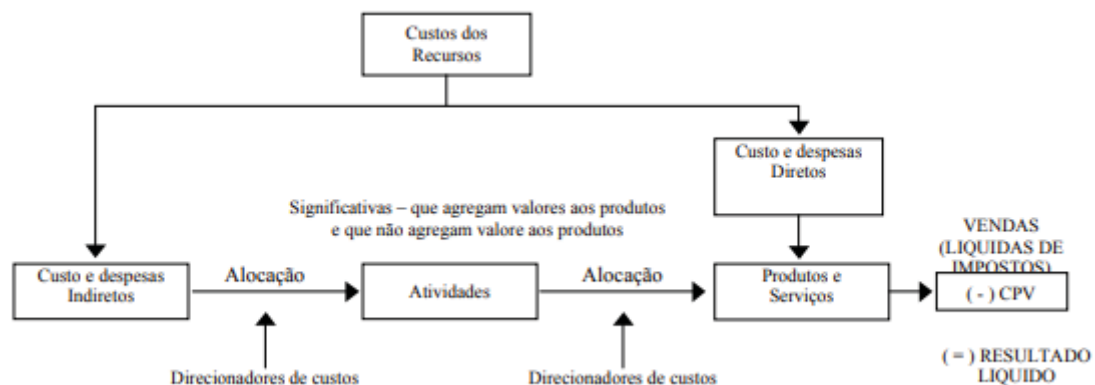 Custos dos
Recursos
Custo e despesas
Diretos
Significativas – que agregam valores aos produtos
e que não agregam valore aos produtos
VENDAS
(LIQUIDAS DE
IMPOSTOS)
Custo e despesas
Indiretos
Alocação
Atividades
Alocação
Produtos e
Serviços
( - ) CPV
( = ) RESULTADO
LIQUIDO
Direcionadores de custos
Direcionadores de custos